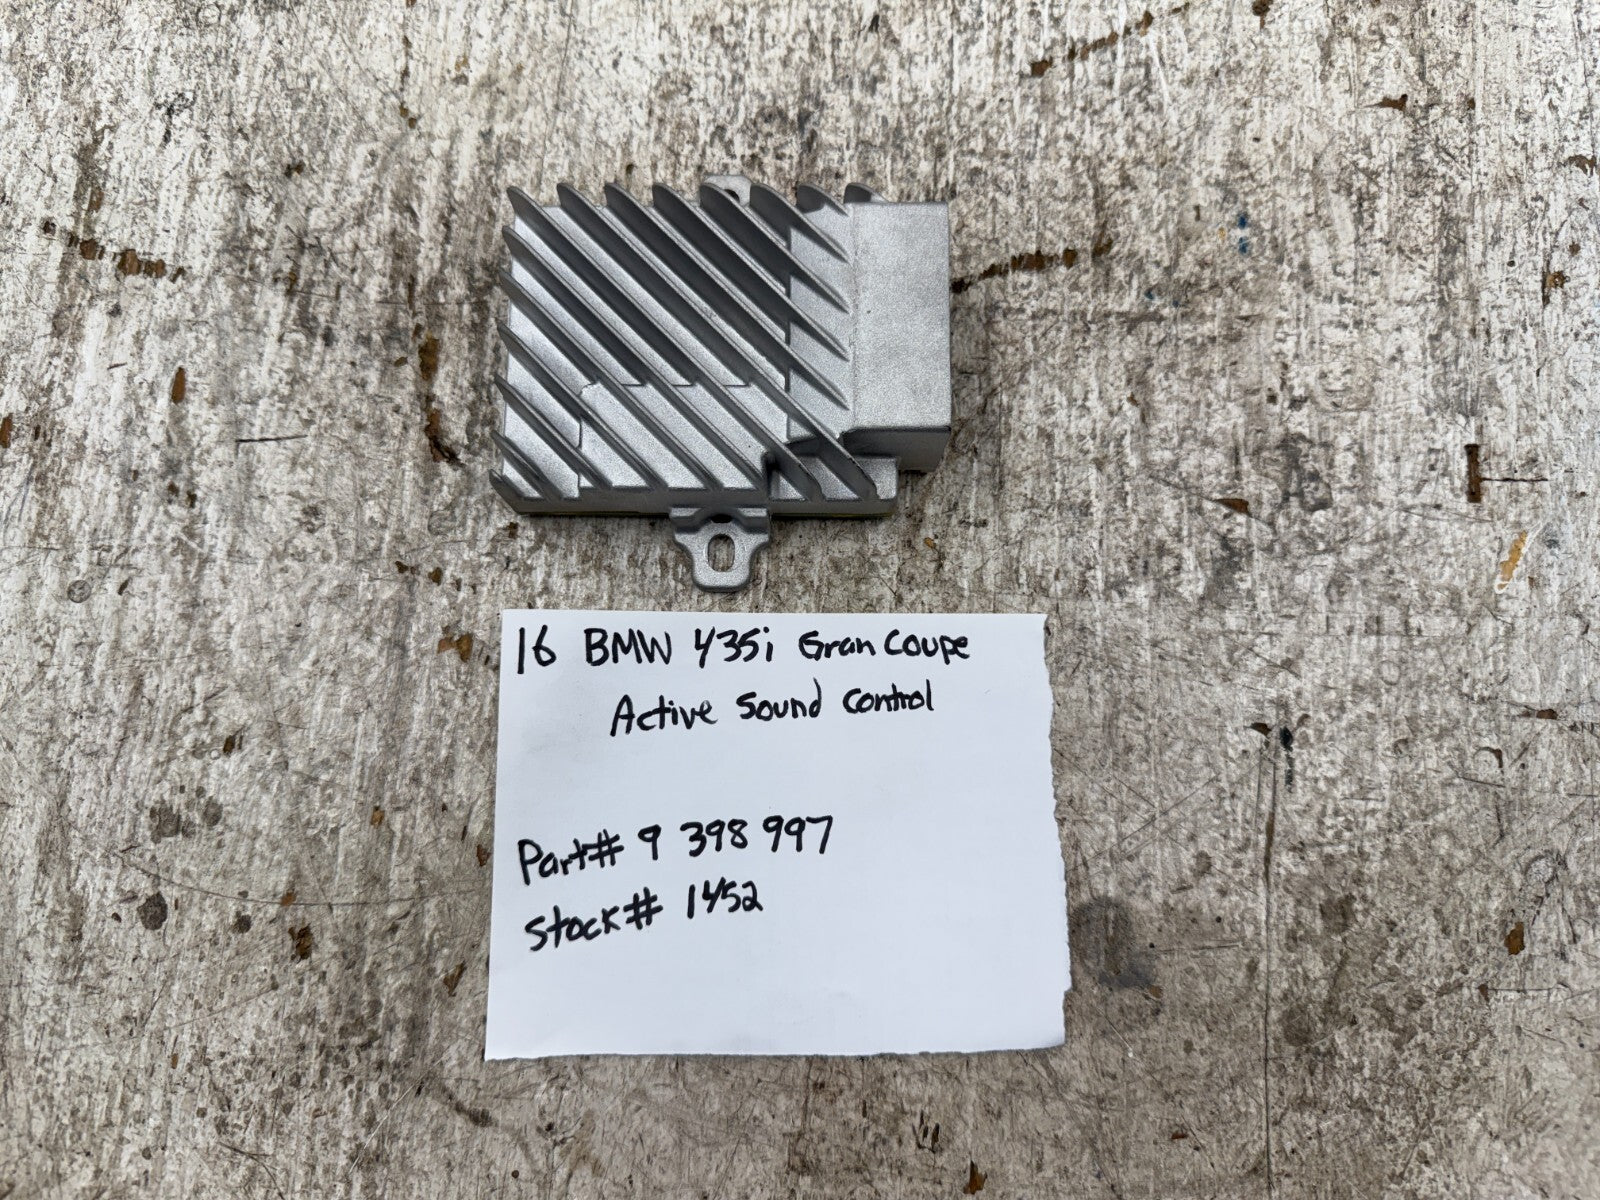 16 BMW 435i Gran Coupe
Active Sound Control
Part# 9 398 997
Stock# 1452